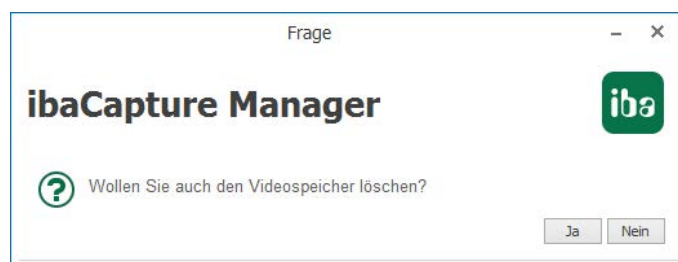 Frage
ibaCapture Manager
iba
Wollen Sie auch den Videospeicher löschen?
Ja
Nein